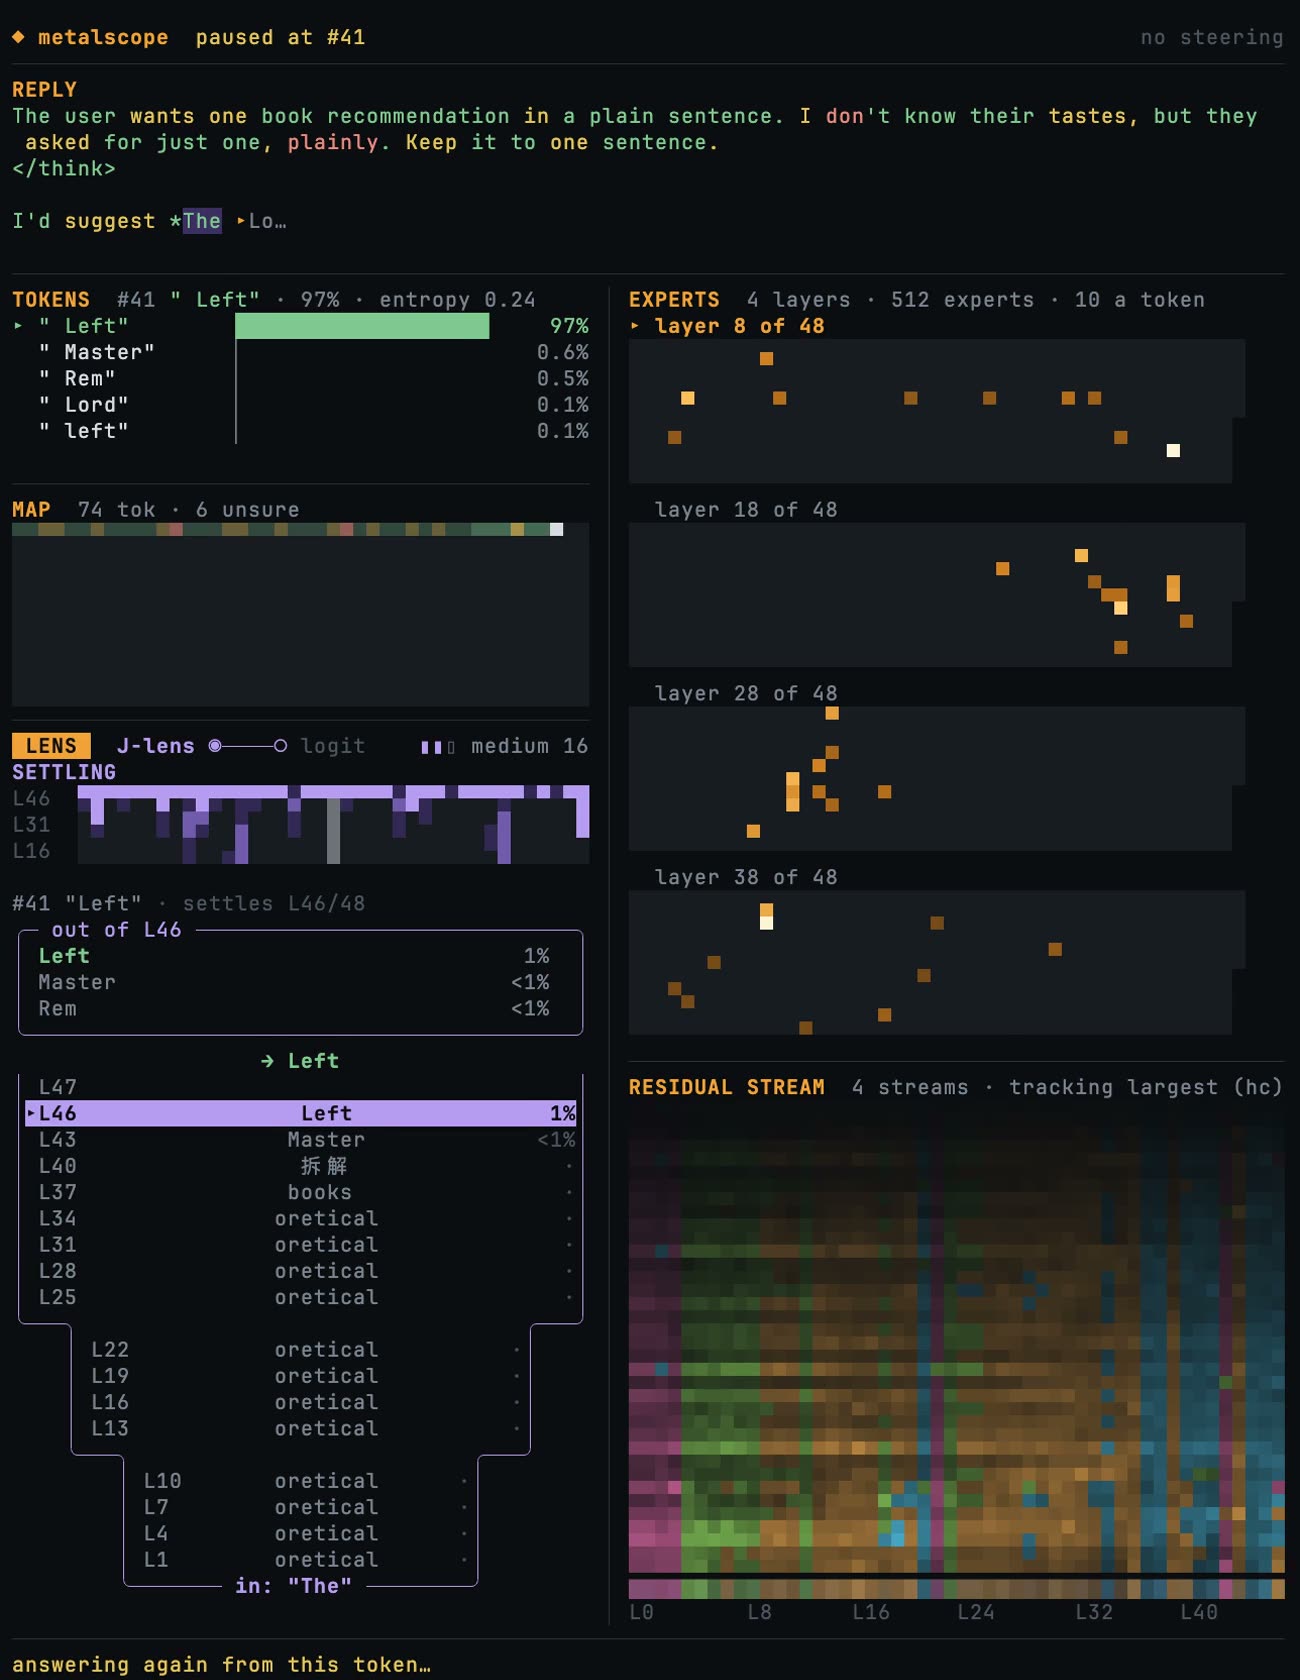 ◆ metalscope  paused at #41
no steering
REPLY
The user wants one book recommendation in a plain sentence. I don't know their tastes, but they
asked for just one, plainly. Keep it to one sentence.
</think>
I'd suggest *The ▸Lo…
TOKENS  #41 " Left" · 97% · entropy 0.24
▸ " Left" 97%
" Master" 0.6%
" Rem" 0.5%
" Lord" 0.1%
" left" 0.1%
MAP  74 tok · 6 unsure
LENS  J-lens ◉───○ logit  ▮▮▯ medium 16
SETTLING
L46
L31
L16
#41 "Left" · settles L46/48
out of L46
Left 1%
Master <1%
Rem <1%
→ Left
L47
▸L46 Left 1%
L43 Master <1%
L40 拆解 ·
L37 books ·
L34 oretical ·
L31 oretical ·
L28 oretical ·
L25 oretical ·
L22 oretical ·
L19 oretical ·
L16 oretical ·
L13 oretical ·
L10 oretical ·
L7 oretical ·
L4 oretical ·
L1 oretical ·
in: "The"
EXPERTS  4 layers · 512 experts · 10 a token
▸ layer 8 of 48
layer 18 of 48
layer 28 of 48
layer 38 of 48
RESIDUAL STREAM  4 streams · tracking largest (hc)
L0 L8 L16 L24 L32 L40
answering again from this token…